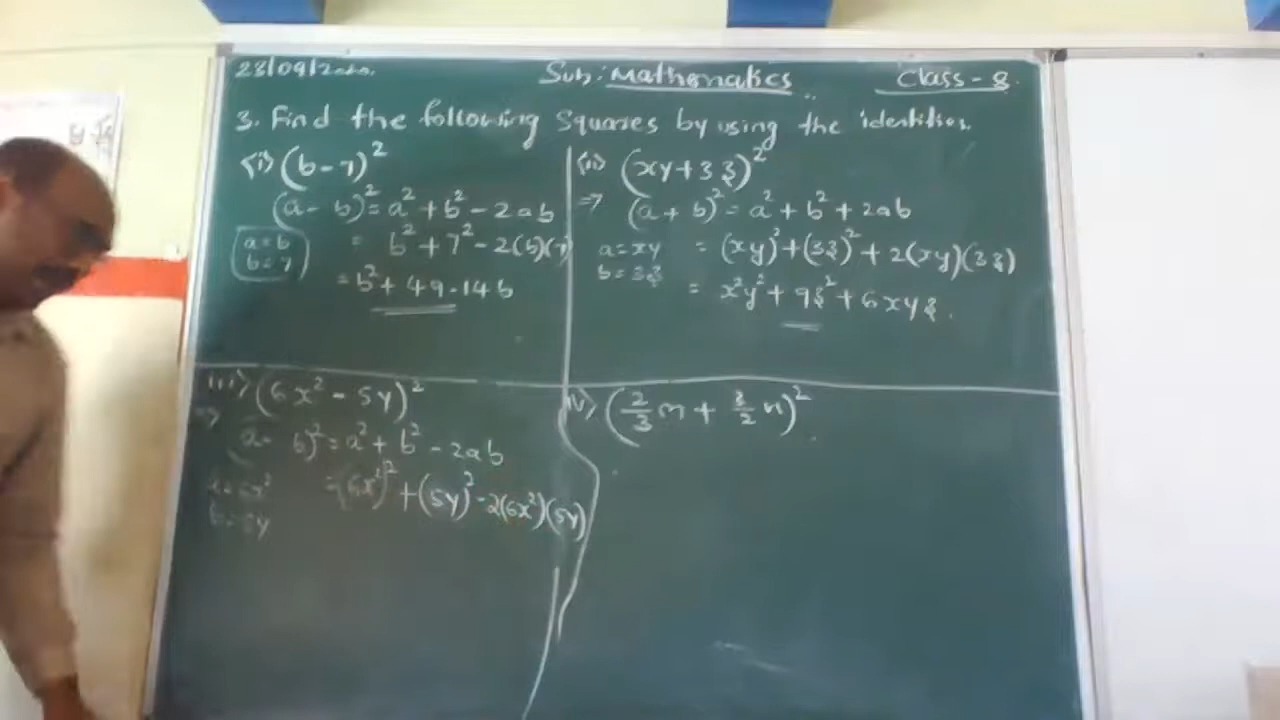 28/09/2020. Sub: Mathematics Class - 8
3. Find the following Squares by using the identities.
(i) (b - 7)²
(a - b)² = a² + b² - 2ab
a = b
b = 7
= b² + 7² - 2(b)(7)
= b² + 49 - 14b
(ii) (xy + 3z)²
⇒ (a + b)² = a² + b² + 2ab
a = xy
b = 3z
= (xy)² + (3z)² + 2(xy)(3z)
= x²y² + 9z² + 6xyz.
iii) (6x² - 5y)²
⇒ a - b)² = a² + b² - 2ab
a = 6x²
b = 5y
= (6x²)² + (5y)² - 2(6x²)(5y)
iv) (2/3 m + 3/2 n)²